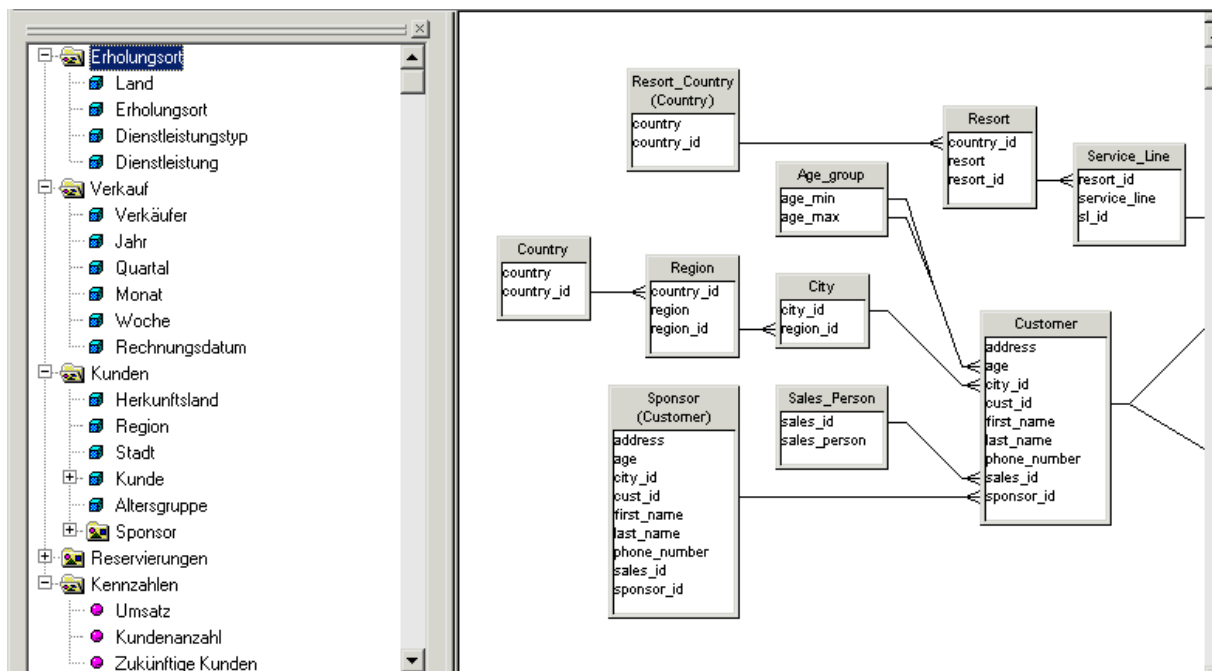 Erholungsort
Land
Erholungsort
Dienstleistungstyp
Dienstleistung
Verkauf
Verkäufer
Jahr
Quartal
Monat
Woche
Rechnungsdatum
Kunden
Herkunftsland
Region
Stadt
Kunde
Altersgruppe
Sponsor
Reservierungen
Kennzahlen
Umsatz
Kundenanzahl
Zukünftige Kunden
Resort_Country
(Country)
country
country_id
Resort
country_id
resort
resort_id
Service_Line
resort_id
service_line
sl_id
Age_group
age_min
age_max
Country
country
country_id
Region
country_id
region
region_id
City
city_id
region_id
Customer
address
age
city_id
cust_id
first_name
last_name
phone_number
sales_id
sponsor_id
Sponsor
(Customer)
address
age
city_id
cust_id
first_name
last_name
phone_number
sales_id
sponsor_id
Sales_Person
sales_id
sales_person